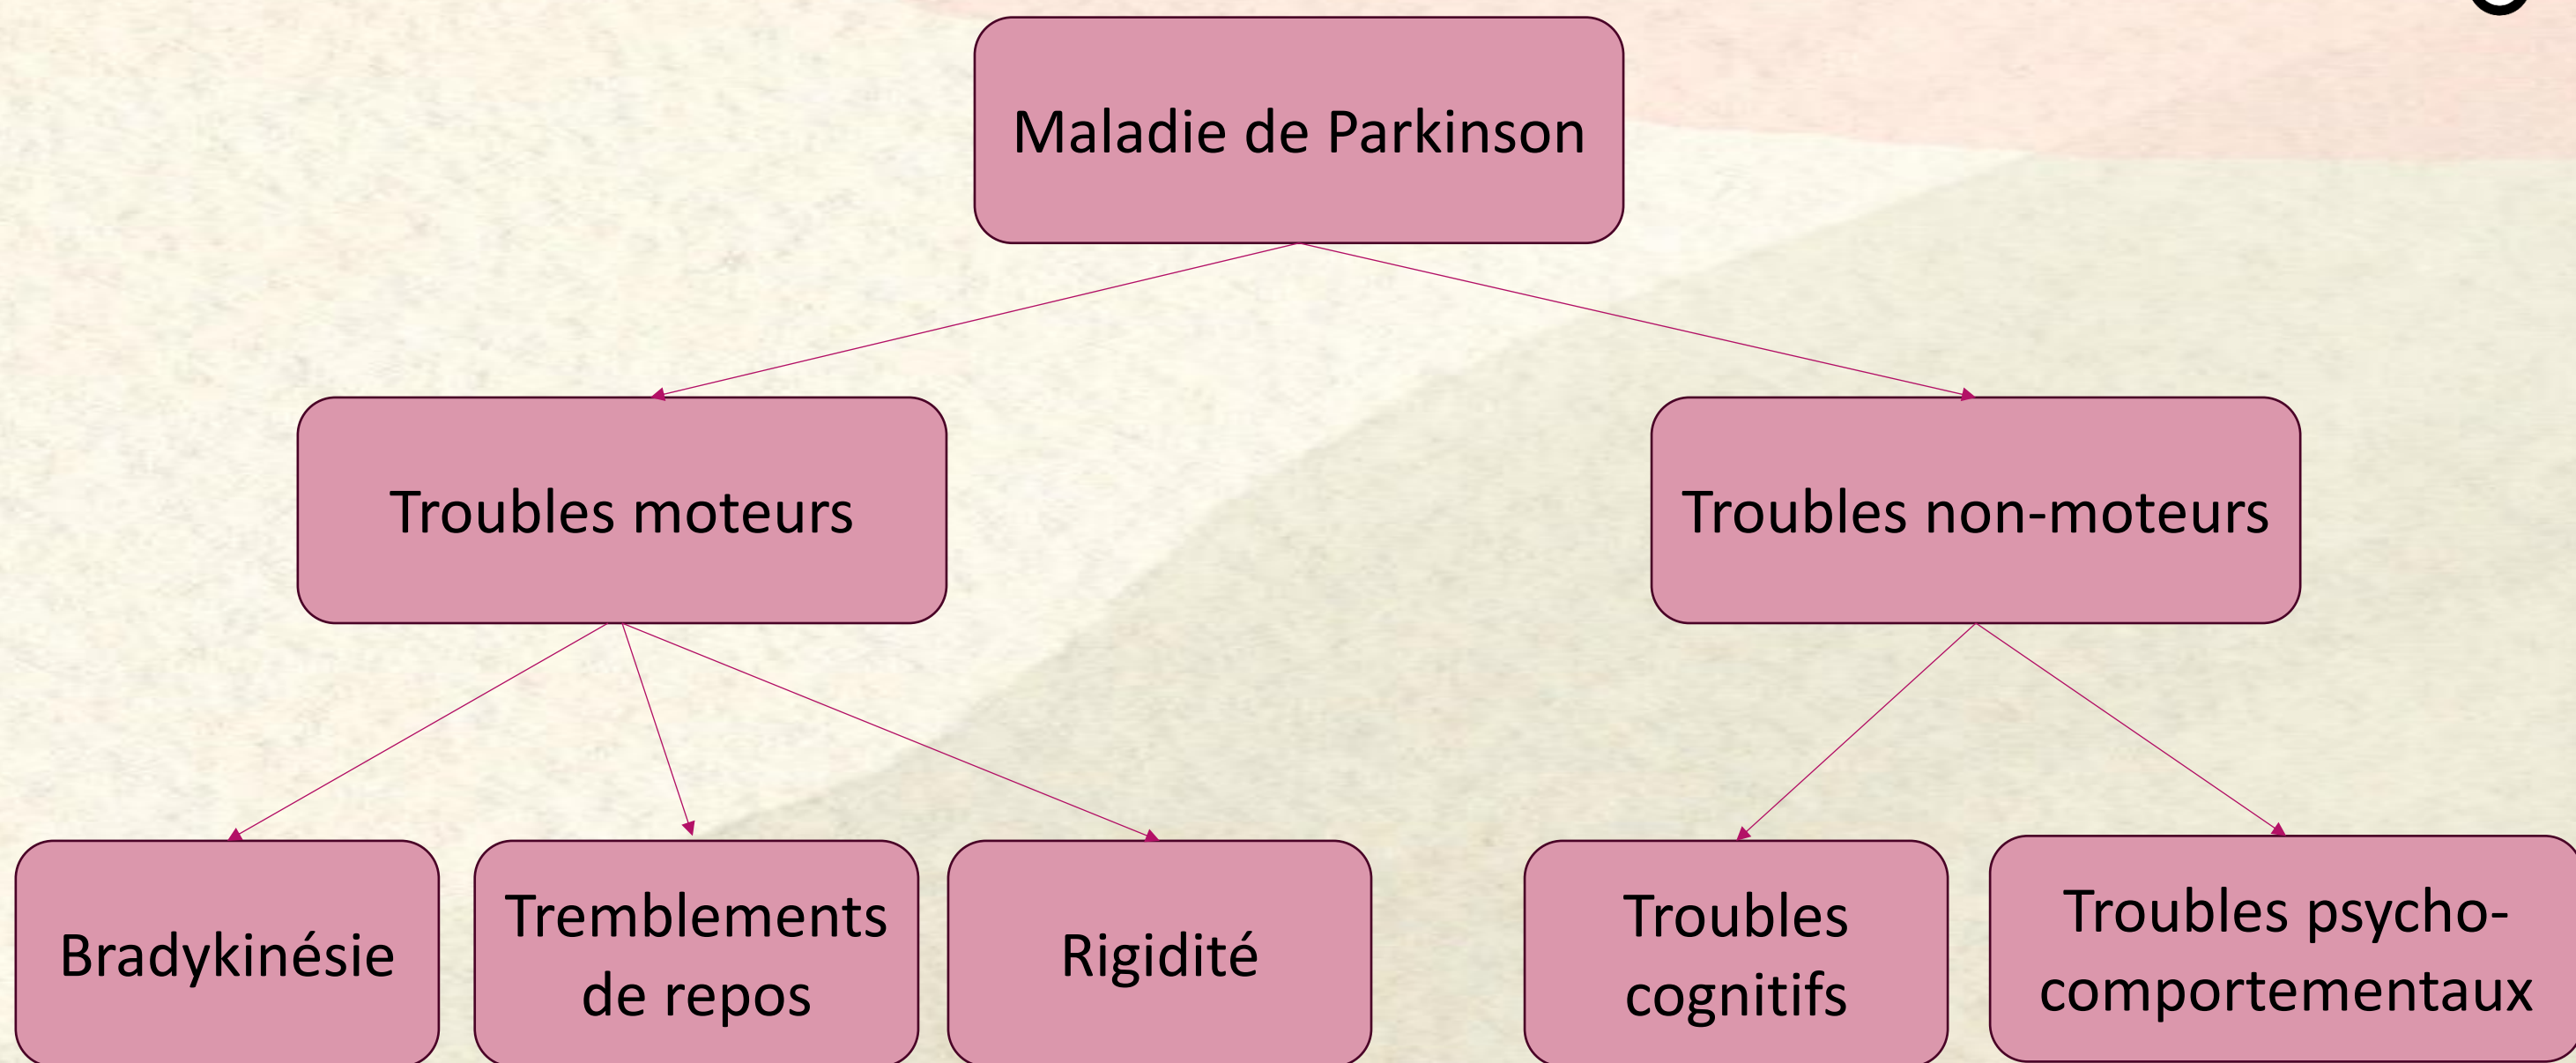 Maladie de Parkinson
Troubles moteurs
Troubles non-moteurs
Bradykinésie
Tremblements
de repos
Rigidité
Troubles
cognitifs
Troubles psycho-
comportementaux